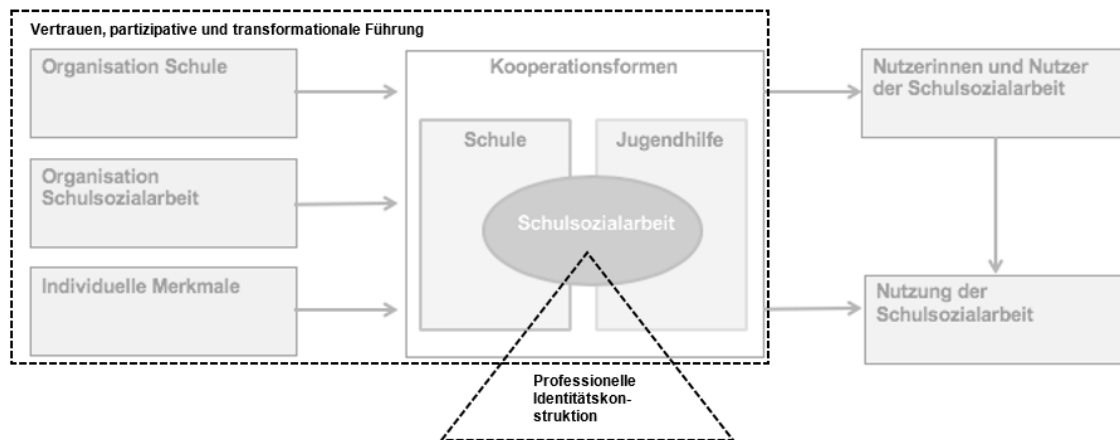 Vertrauen, partizipative und transformationale Führung
Organisation Schule
Kooperationsformen
Nutzerinnen und Nutzer
der Schulsozialarbeit
Schule
Jugendhilfe
Organisation
Schulsozialarbeit
Schulsozialarbeit
Individuelle Merkmale
Nutzung der
Schulsozialarbeit
Professionelle
Identitätskon-
struktion